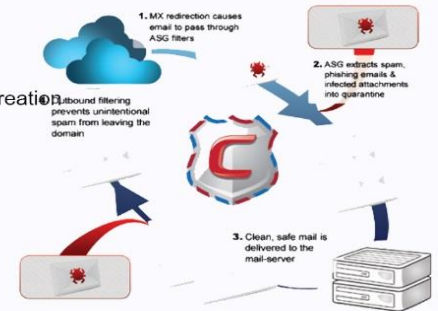 1. MX redirection causes
email to pass through
ASG filters
2. ASG extracts spam,
phishing emails &
infected attachments
into quarantine
reation
utbound filtering
prevents unintentional
spam from leaving the
domain
C
3. Clean, safe mail is
delivered to the
mail-server